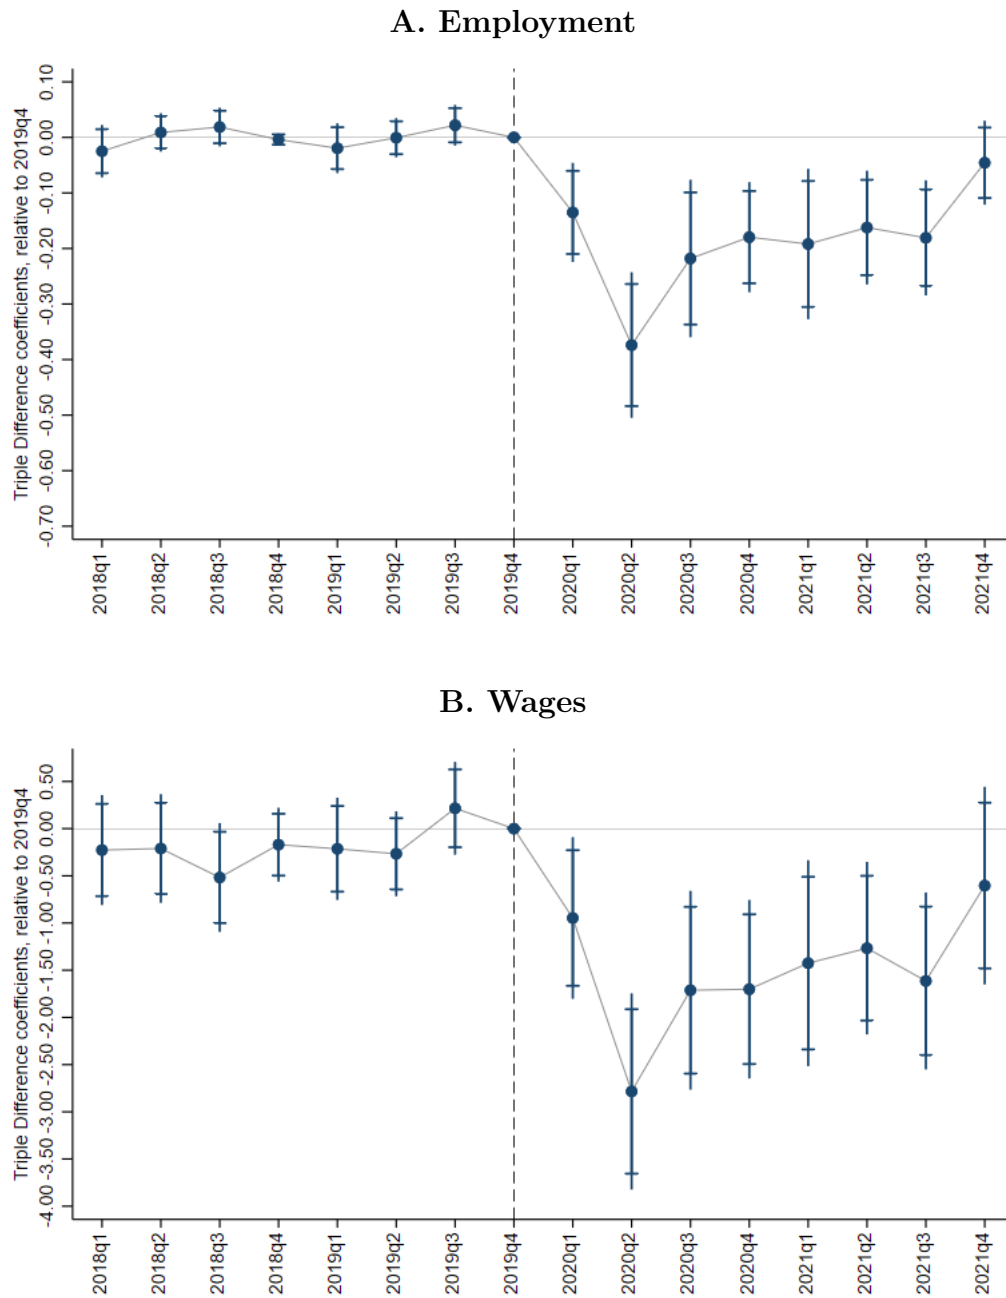 A. Employment
Triple Difference coefficients, relative to 2019q4
0.10
0.00
-0.10
-0.20
-0.30
-0.40
-0.50
-0.60
-0.70
2018q1
2018q2
2018q3
2018q4
2019q1
2019q2
2019q3
2019q4
2020q1
2020q2
2020q3
2020q4
2021q1
2021q2
2021q3
2021q4
B. Wages
Triple Difference coefficients, relative to 2019q4
0.50
0.00
-0.50
-1.00
-1.50
-2.00
-2.50
-3.00
-3.50
-4.00
2018q1
2018q2
2018q3
2018q4
2019q1
2019q2
2019q3
2019q4
2020q1
2020q2
2020q3
2020q4
2021q1
2021q2
2021q3
2021q4